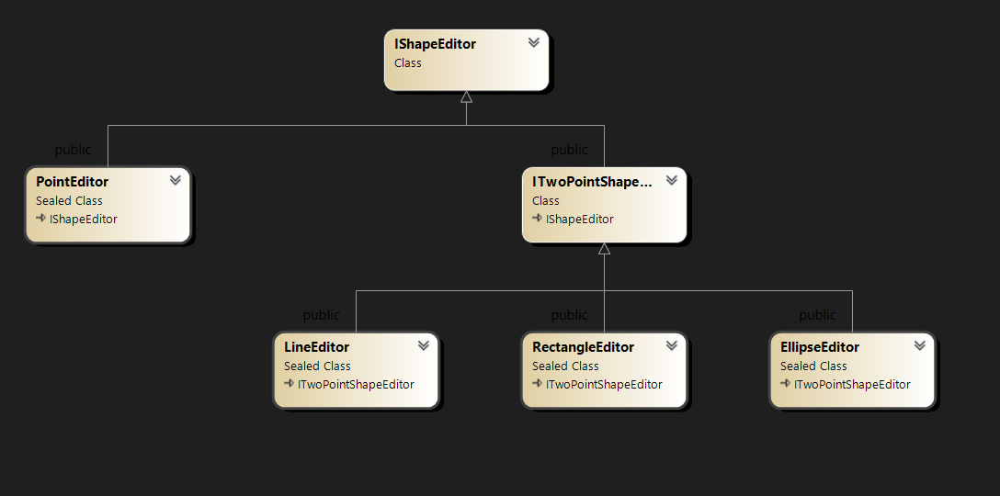 IShapeEditor
Class
public
public
PointEditor
Sealed Class
IShapeEditor
ITwoPointShape...
Class
IShapeEditor
public
public
public
LineEditor
Sealed Class
ITwoPointShapeEditor
RectangleEditor
Sealed Class
ITwoPointShapeEditor
EllipseEditor
Sealed Class
ITwoPointShapeEditor